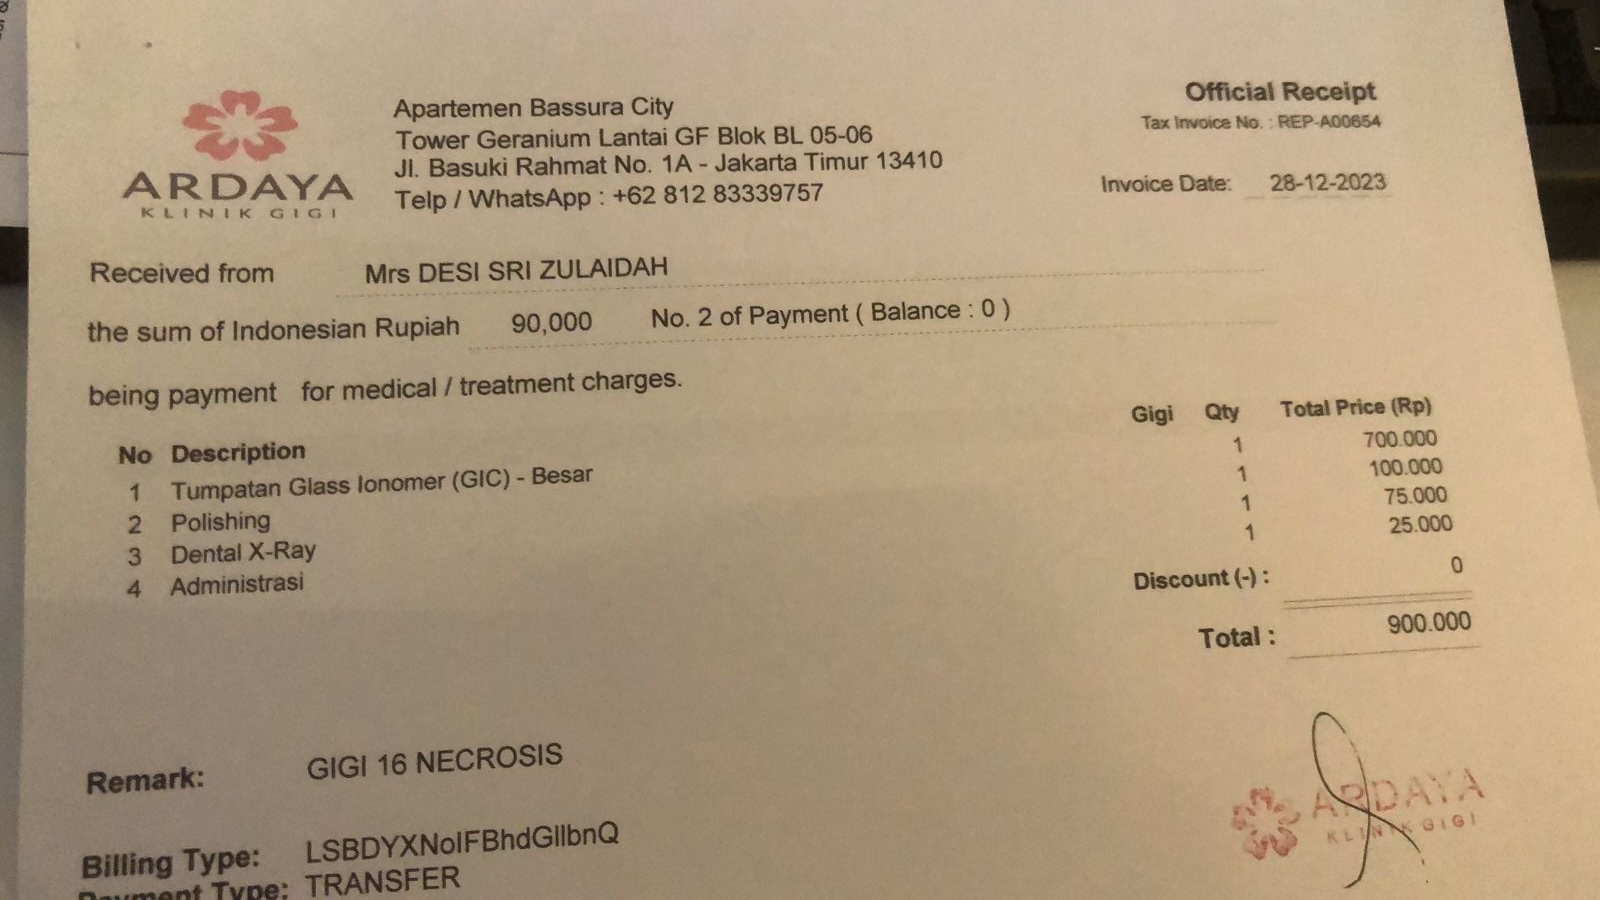 ARDAYA
KLINIK GIGI
Apartemen Bassura City
Tower Geranium Lantai GF Blok BL 05-06
Jl. Basuki Rahmat No. 1A - Jakarta Timur 13410
Telp / WhatsApp : +62 812 83339757
Official Receipt
Tax Invoice No. : REP-A00654
Invoice Date: 28-12-2023
Received from Mrs DESI SRI ZULAIDAH
the sum of Indonesian Rupiah 90,000 No. 2 of Payment ( Balance : 0 )
being payment for medical / treatment charges.
No Description Gigi Qty Total Price (Rp)
1 Tumpatan Glass Ionomer (GIC) - Besar 1 700.000
2 Polishing 1 100.000
3 Dental X-Ray 1 75.000
4 Administrasi 1 25.000
Discount (-) : 0
Total : 900.000
Remark: GIGI 16 NECROSIS
ARDAYA
KLINIK GIGI
Billing Type: LSBDYXNoIFBhdGllbnQ
Payment Type: TRANSFER